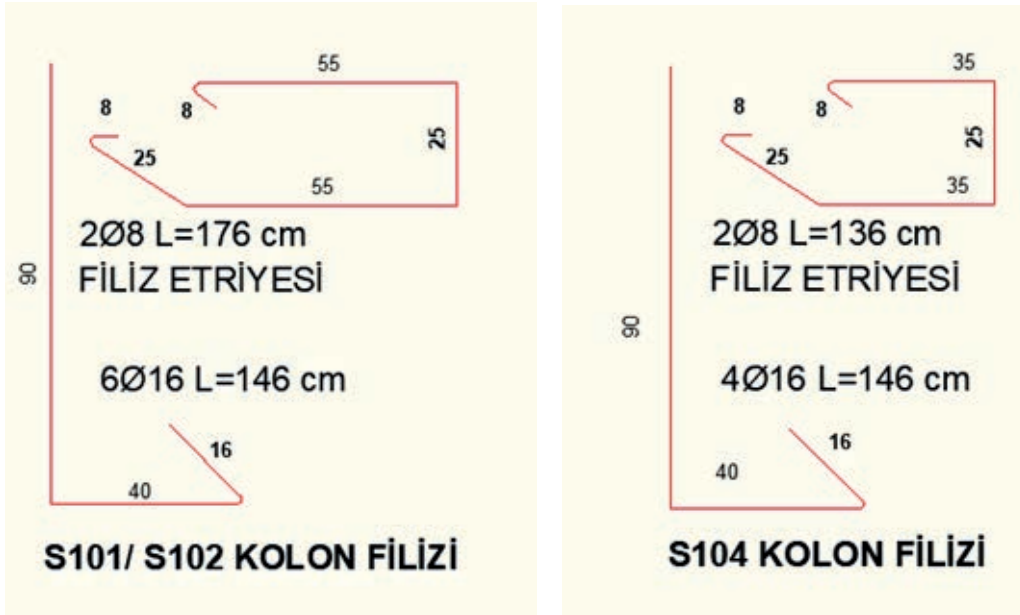 55
8
8
25
25
55
2Ø8 L=176 cm
FİLİZ ETRİYESİ
90
6Ø16 L=146 cm
16
40
S101/ S102 KOLON FİLİZİ
35
8
8
25
25
35
2Ø8 L=136 cm
FİLİZ ETRİYESİ
90
4Ø16 L=146 cm
16
40
S104 KOLON FİLİZİ